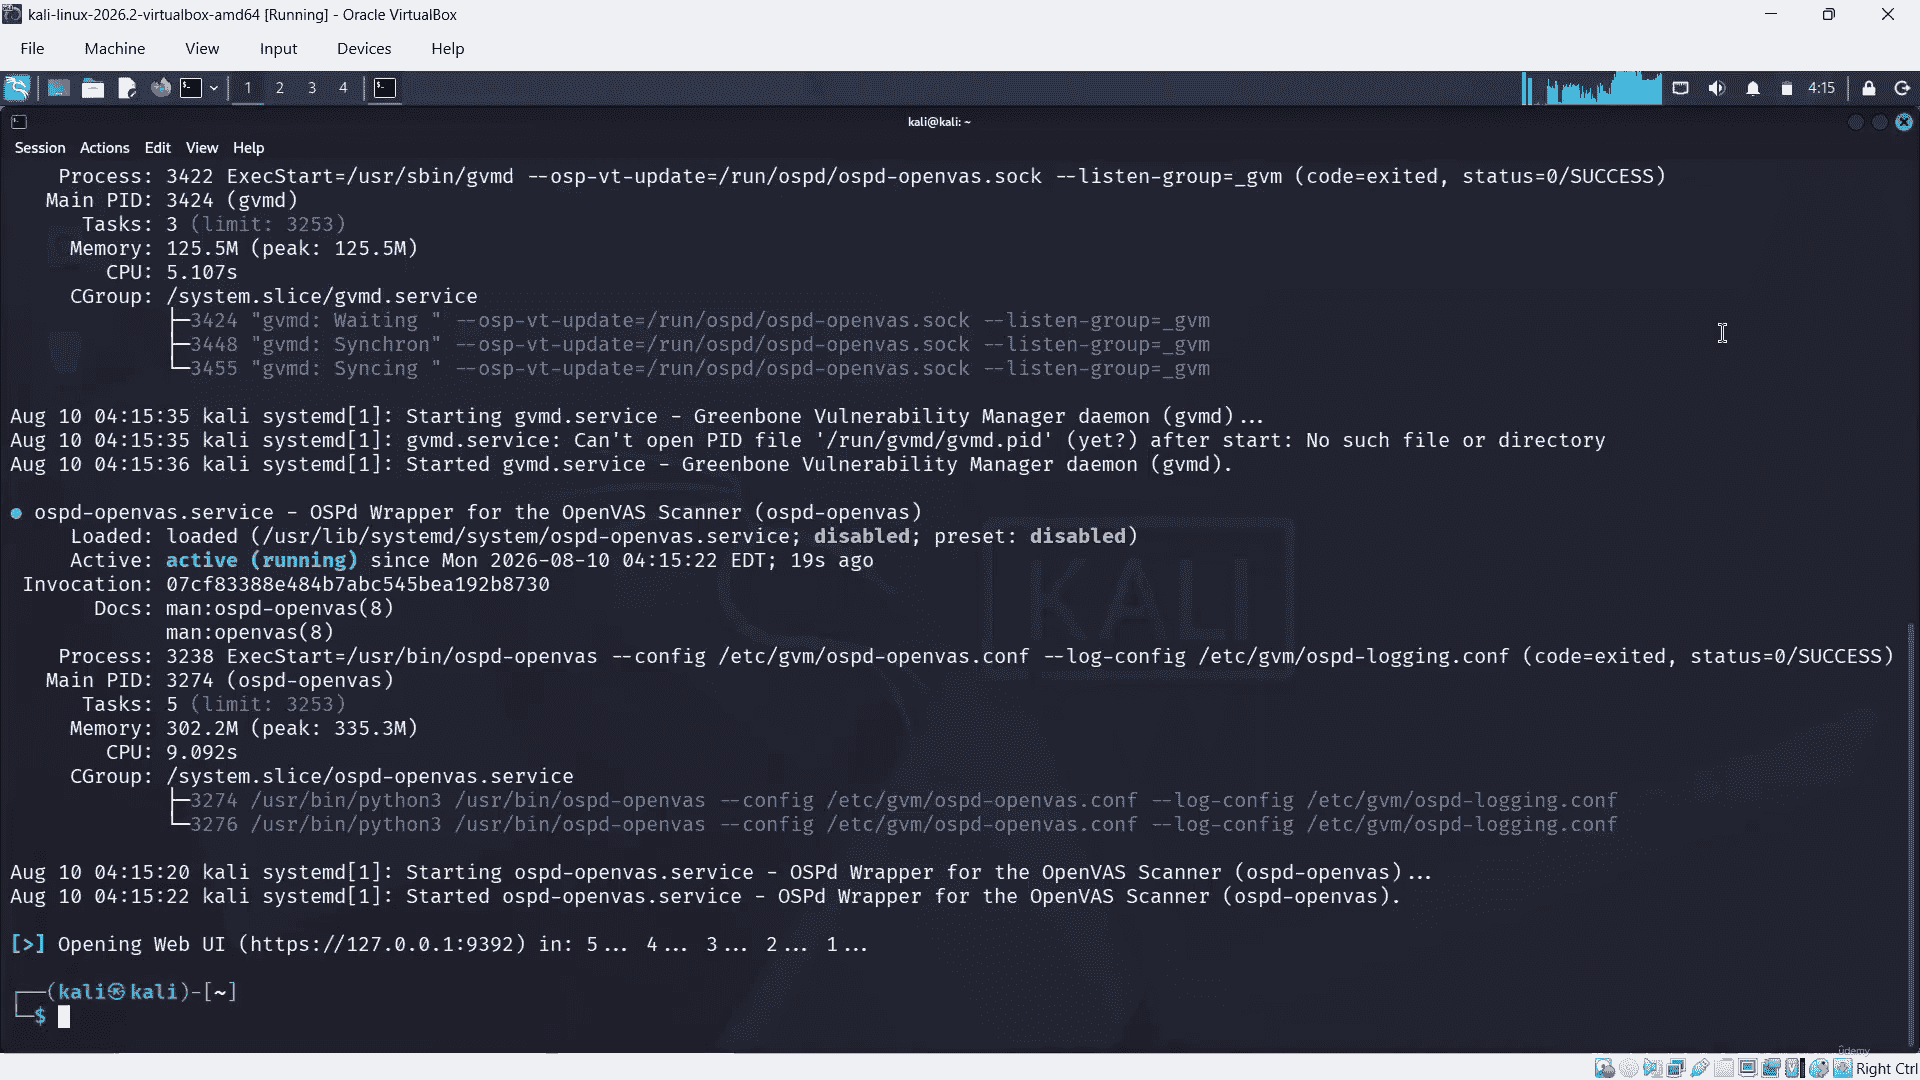 kali-linux-2026.2-virtualbox-amd64 [Running] - Oracle VirtualBox
File Machine View Input Devices Help
1 2 3 4 4:15
kali@kali: ~
Session Actions Edit View Help
Process: 3422 ExecStart=/usr/sbin/gvmd --osp-vt-update=/run/ospd/ospd-openvas.sock --listen-group=_gvm (code=exited, status=0/SUCCESS)
Main PID: 3424 (gvmd)
Tasks: 3 (limit: 3253)
Memory: 125.5M (peak: 125.5M)
CPU: 5.107s
CGroup: /system.slice/gvmd.service
├─3424 "gvmd: Waiting " --osp-vt-update=/run/ospd/ospd-openvas.sock --listen-group=_gvm
├─3448 "gvmd: Synchron" --osp-vt-update=/run/ospd/ospd-openvas.sock --listen-group=_gvm
└─3455 "gvmd: Syncing " --osp-vt-update=/run/ospd/ospd-openvas.sock --listen-group=_gvm
Aug 10 04:15:35 kali systemd[1]: Starting gvmd.service - Greenbone Vulnerability Manager daemon (gvmd)...
Aug 10 04:15:35 kali systemd[1]: gvmd.service: Can't open PID file '/run/gvmd/gvmd.pid' (yet?) after start: No such file or directory
Aug 10 04:15:36 kali systemd[1]: Started gvmd.service - Greenbone Vulnerability Manager daemon (gvmd).
● ospd-openvas.service - OSPd Wrapper for the OpenVAS Scanner (ospd-openvas)
Loaded: loaded (/usr/lib/systemd/system/ospd-openvas.service; disabled; preset: disabled)
Active: active (running) since Mon 2026-08-10 04:15:22 EDT; 19s ago
Invocation: 07cf83388e484b7abc545bea192b8730
Docs: man:ospd-openvas(8)
man:openvas(8)
Process: 3238 ExecStart=/usr/bin/ospd-openvas --config /etc/gvm/ospd-openvas.conf --log-config /etc/gvm/ospd-logging.conf (code=exited, status=0/SUCCESS)
Main PID: 3274 (ospd-openvas)
Tasks: 5 (limit: 3253)
Memory: 302.2M (peak: 335.3M)
CPU: 9.092s
CGroup: /system.slice/ospd-openvas.service
├─3274 /usr/bin/python3 /usr/bin/ospd-openvas --config /etc/gvm/ospd-openvas.conf --log-config /etc/gvm/ospd-logging.conf
└─3276 /usr/bin/python3 /usr/bin/ospd-openvas --config /etc/gvm/ospd-openvas.conf --log-config /etc/gvm/ospd-logging.conf
Aug 10 04:15:20 kali systemd[1]: Starting ospd-openvas.service - OSPd Wrapper for the OpenVAS Scanner (ospd-openvas)...
Aug 10 04:15:22 kali systemd[1]: Started ospd-openvas.service - OSPd Wrapper for the OpenVAS Scanner (ospd-openvas).
[>] Opening Web UI (https://127.0.0.1:9392) in: 5... 4... 3... 2... 1...
┌──(kali㉿kali)-[~]
└─$
KALI
ûdemy
Right Ctrl